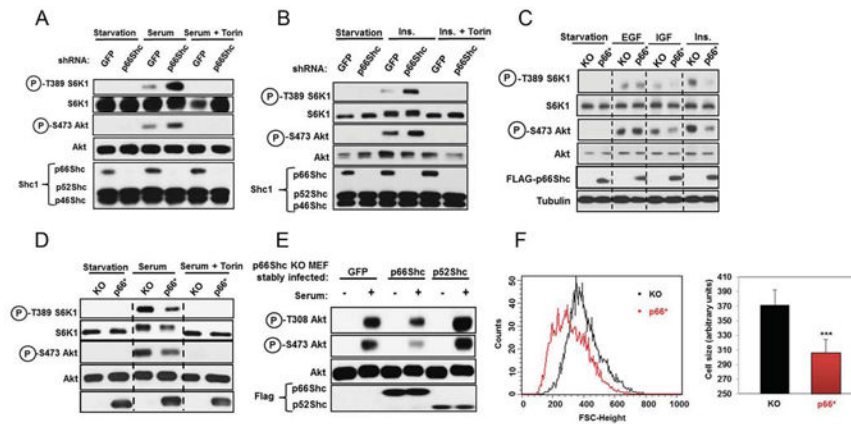 A
Starvation Serum Serum + Torin
shRNA: GFP p66Shc GFP p66Shc GFP p66Shc
P -T389 S6K1
S6K1
P -S473 Akt
Akt
Shc1
p66Shc
p52Shc
p46Shc
B
Starvation Ins. Ins. + Torin
shRNA: GFP p66Shc GFP p66Shc GFP p66Shc
P -T389 S6K1
S6K1
P -S473 Akt
Akt
Shc1
p66Shc
p52Shc
p46Shc
C
Starvation EGF IGF Ins.
KO p66* KO p66* KO p66* KO p66*
P -T389 S6K1
S6K1
P -S473 Akt
Akt
FLAG-p66Shc
Tubulin
D
Starvation Serum Serum + Torin
KO p66* KO p66* KO p66*
P -T389 S6K1
S6K1
P -S473 Akt
Akt
E
p66Shc KO MEF
stably infected:
GFP p66Shc p52Shc
Serum: - + - + - +
P -T308 Akt
P -S473 Akt
Akt
Flag
p66Shc
p52Shc
F
Counts
50
40
30
20
10
0
KO
p66*
0 200 400 600 800 1000
FSC-Height
Cell size (arbitrary units)
410
390
370
350
330
310
290
270
***
KO p66*